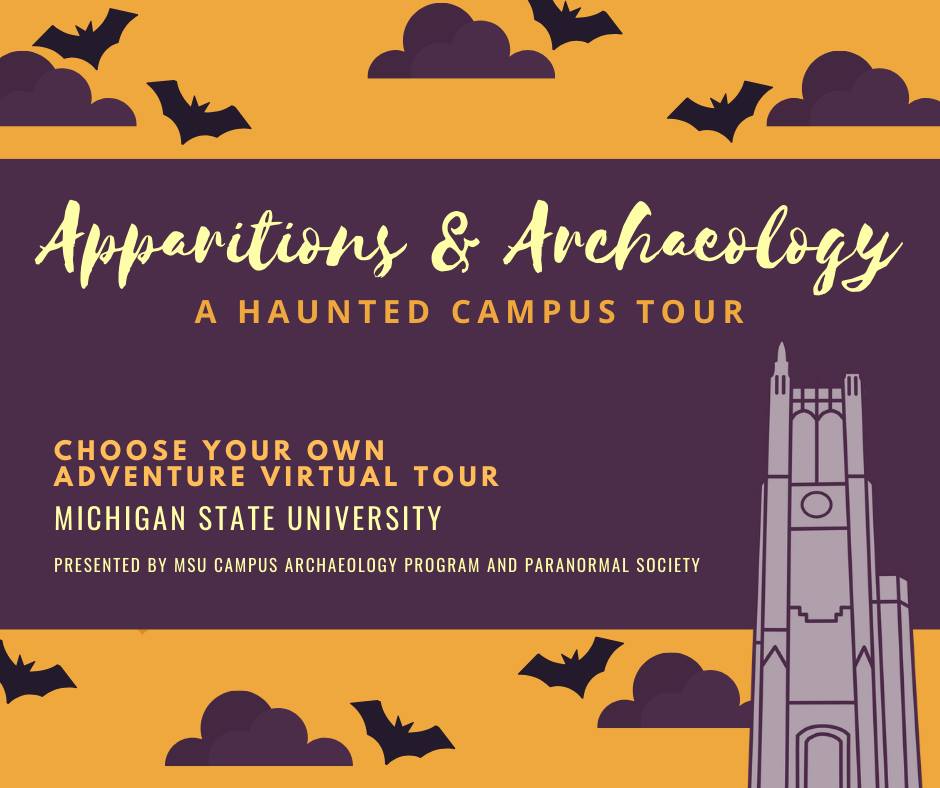 Apparitions & Archaeology
A HAUNTED CAMPUS TOUR
CHOOSE YOUR OWN
ADVENTURE VIRTUAL TOUR
MICHIGAN STATE UNIVERSITY
PRESENTED BY MSU CAMPUS ARCHAEOLOGY PROGRAM AND PARANORMAL SOCIETY